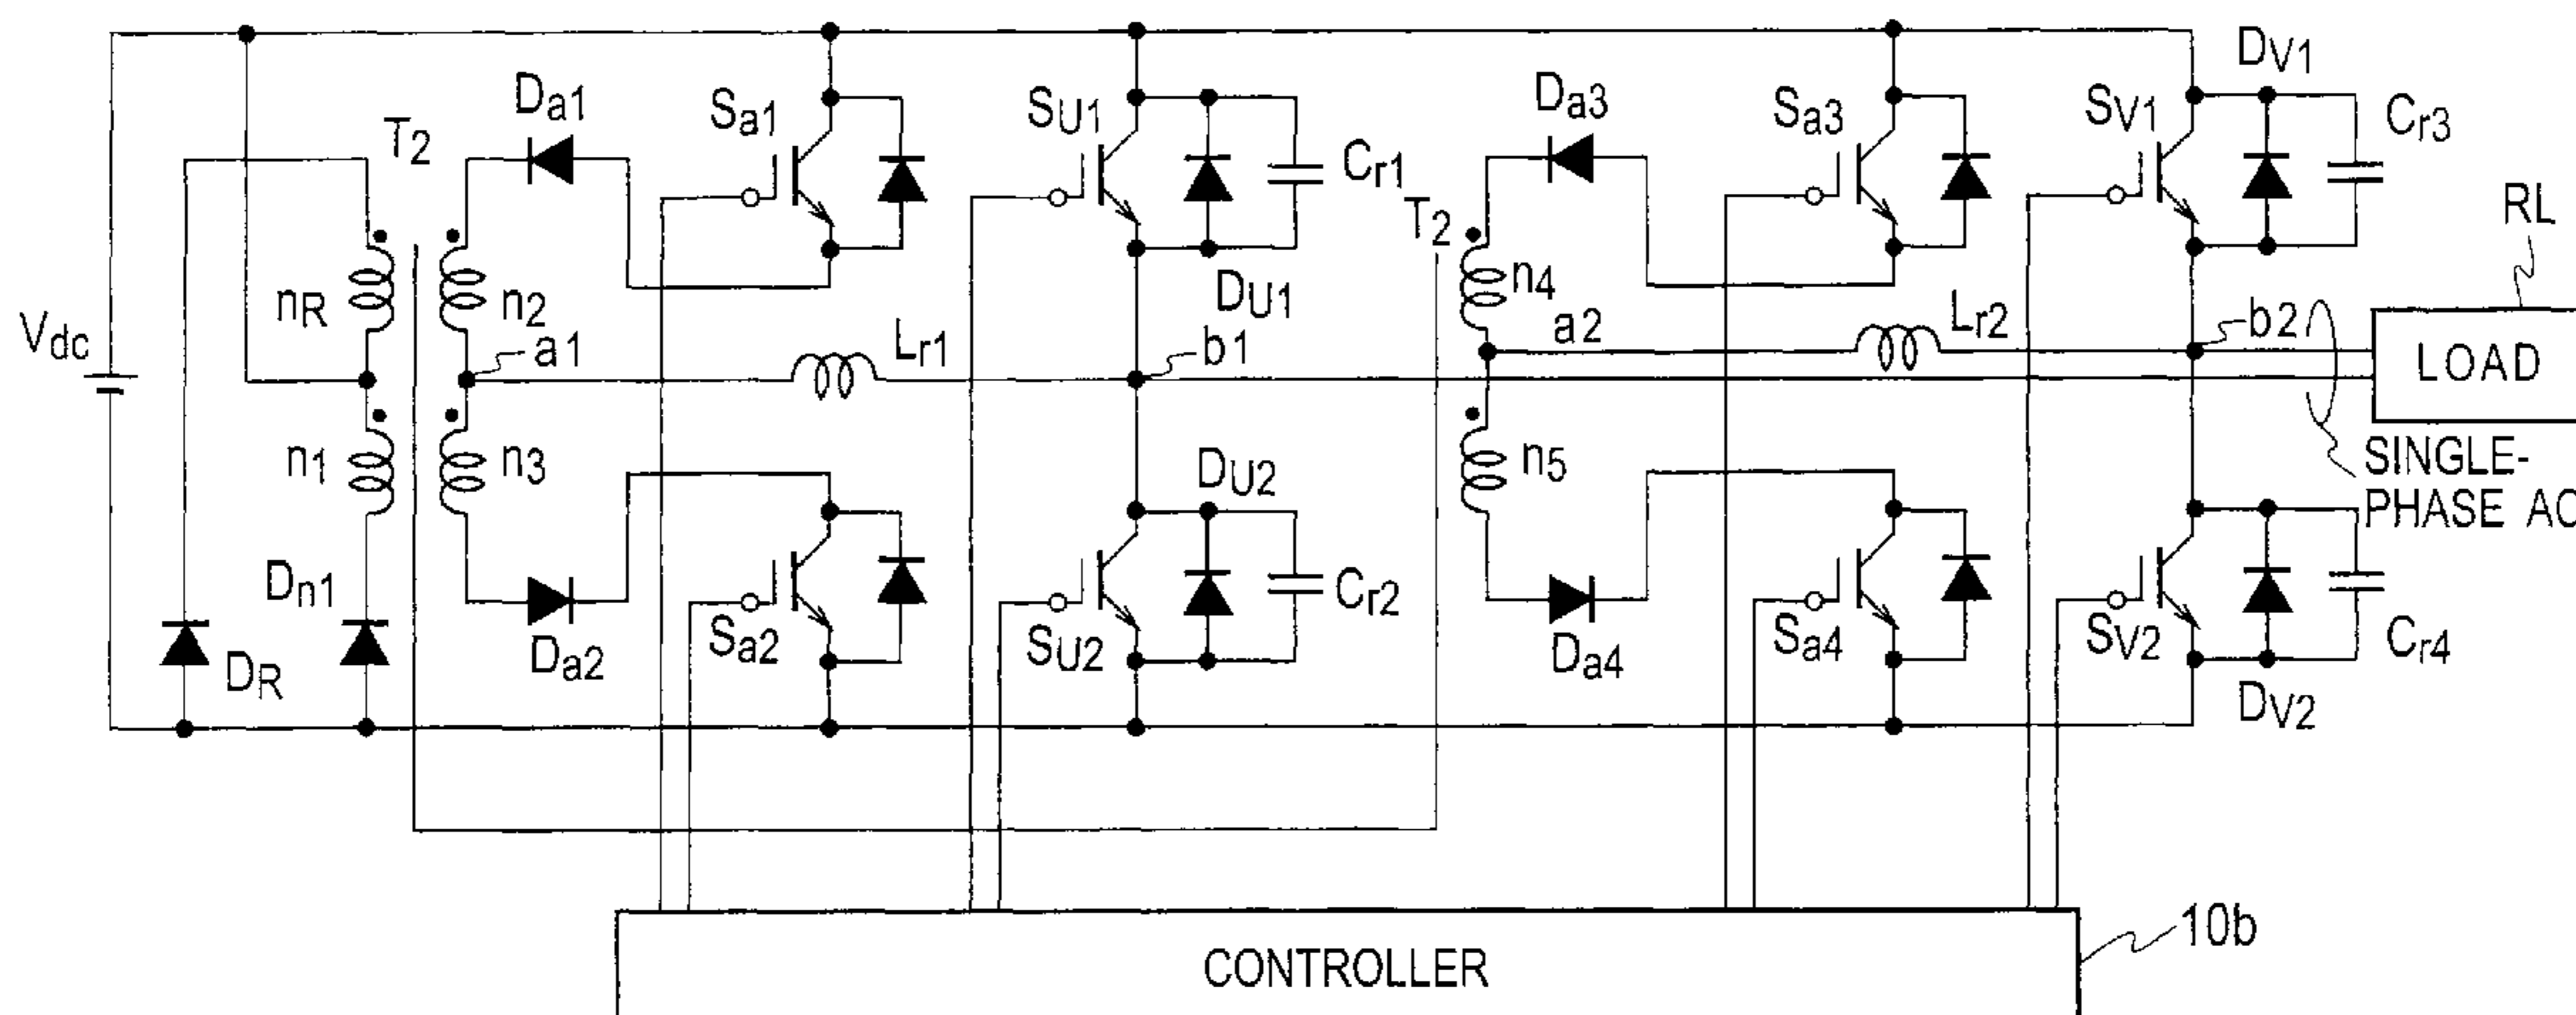 DV1
Da1
Sa1
SU1
Da3
Sa3
SV1
Cr3
T2
Cr1
T2
RL
nR
n2
DU1
n4
Vdc
a1
Lr1
b1
a2
Lr2
b2
LOAD
n1
n3
DU2
n5
SINGLE-
PHASE AC
Dn1
Cr2
DR
Da2
Sa2
SU2
Da4
Sa4
SV2
Cr4
DV2
10b
CONTROLLER